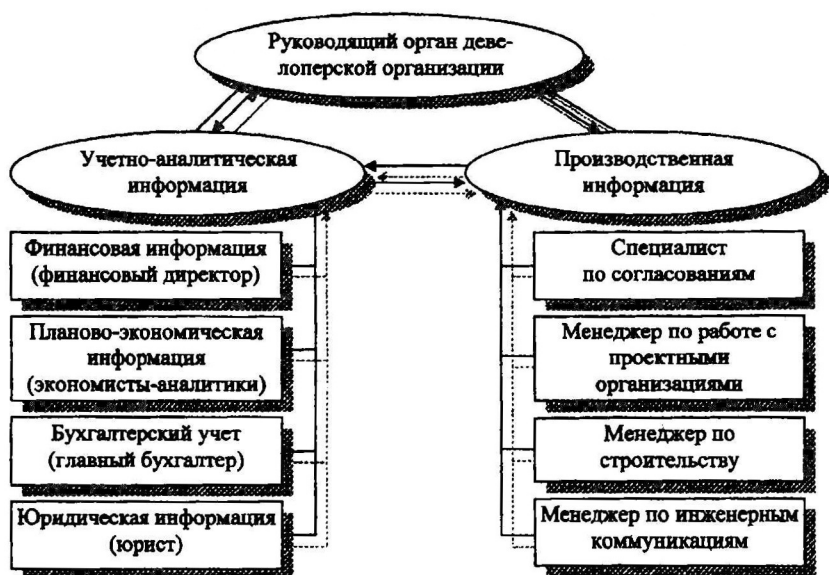 Руководящий орган деве-
лоперской организации
Учетно-аналитическая
информация
Производственная
информация
Финансовая информация
(финансовый директор)
Планово-экономическая
информация
(экономисты-аналитики)
Бухгалтерский учет
(главный бухгалтер)
Юридическая информация
(юрист)
Специалист
по согласованиям
Менеджер по работе с
проектными
организациями
Менеджер по
строительству
Менеджер по инженерным
коммуникациям